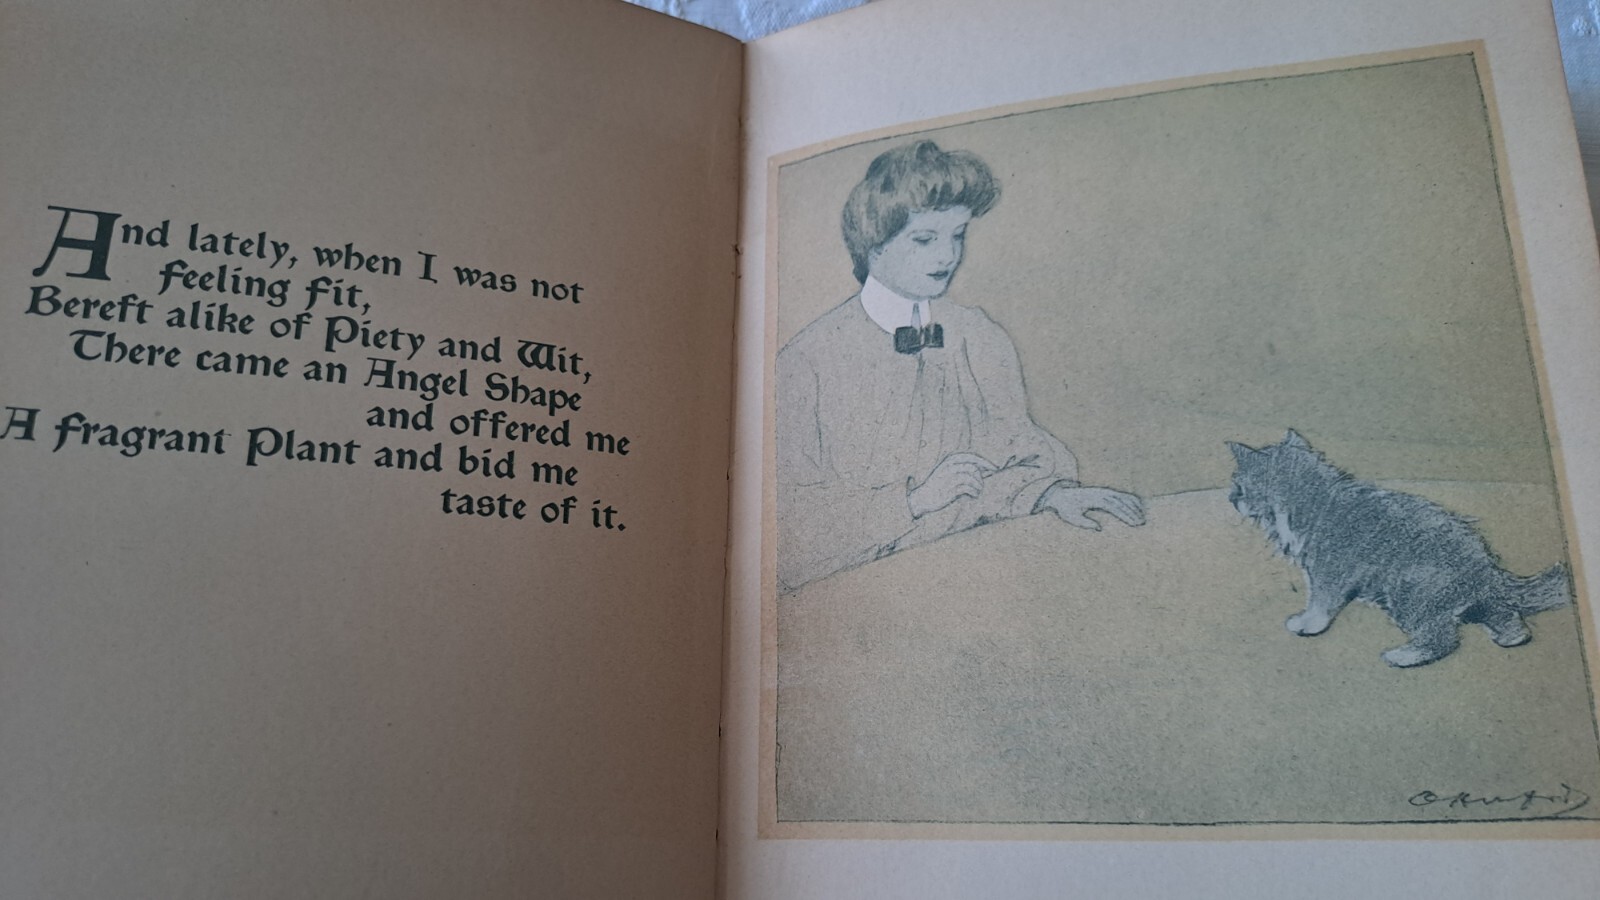 And lately, when I was not
feeling fit,
Bereft alike of Piety and Wit,
There came an Angel Shape
and offered me
A fragrant Plant and bid me
taste of it.